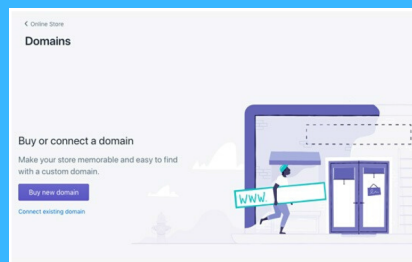 Online Store
Domains
Buy or connect a domain
Make your store memorable and easy to find
with a custom domain.
Buy new domain
Connect existing domain
www.